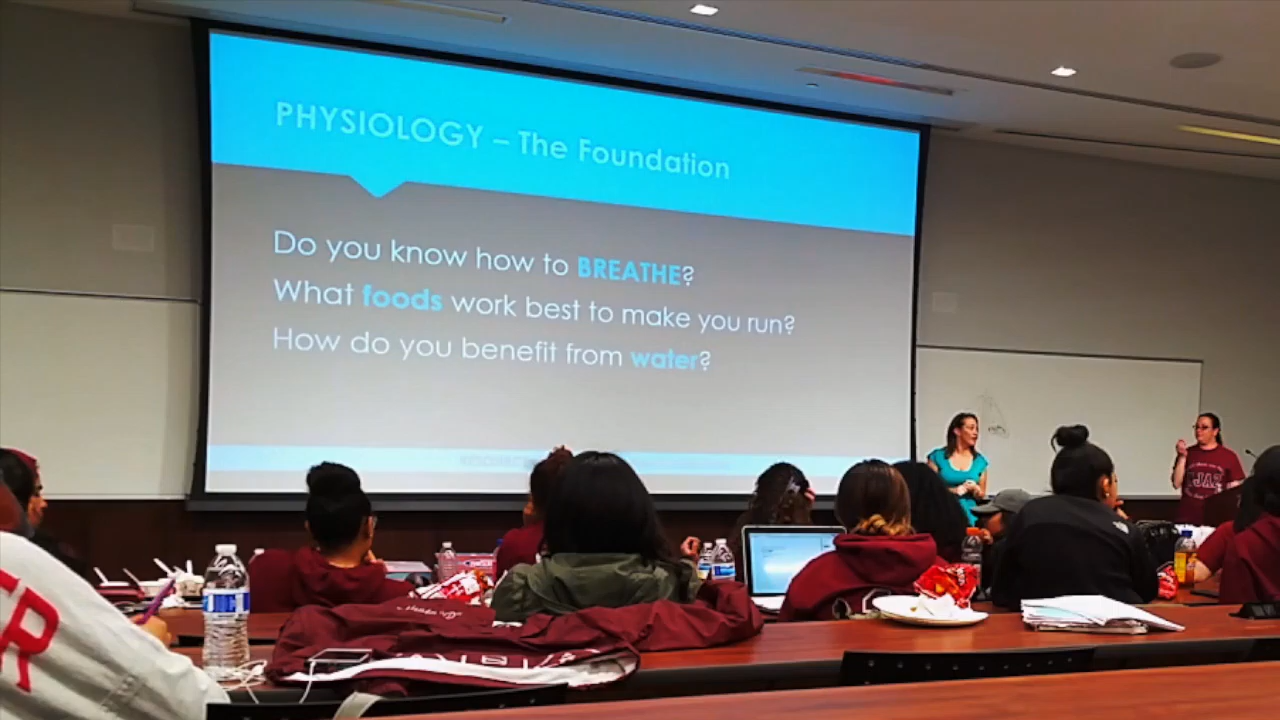 PHYSIOLOGY – The Foundation
Do you know how to BREATHE?
What foods work best to make you run?
How do you benefit from water?